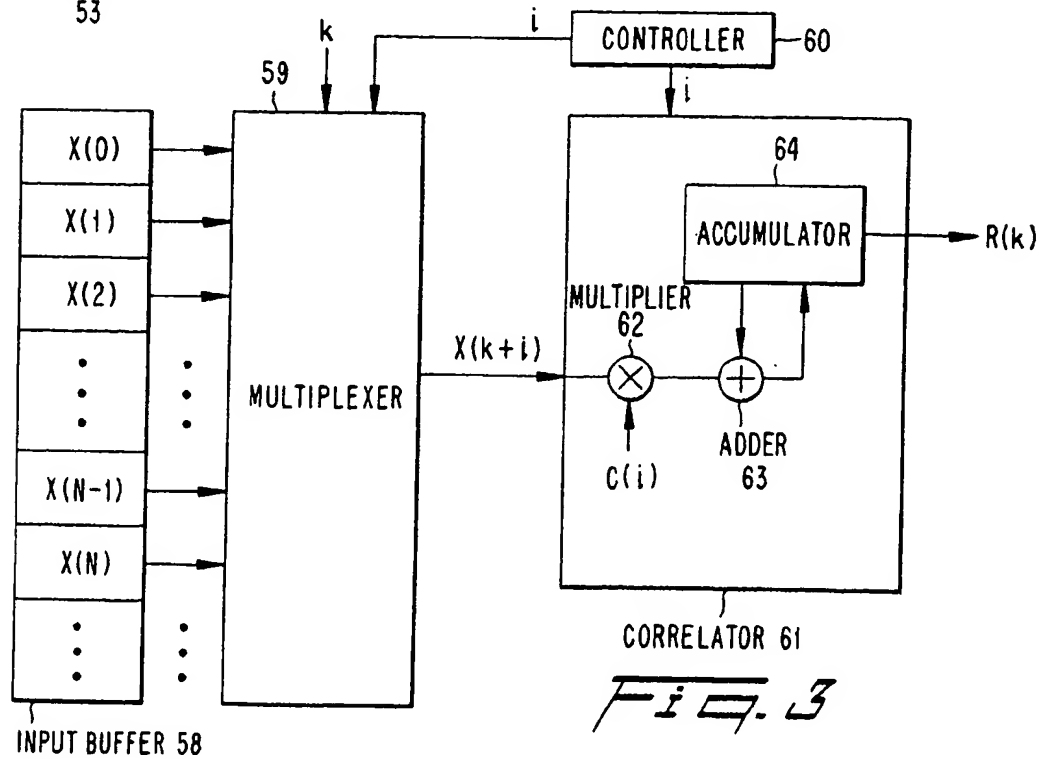 53
k
i
CONTROLLER
60
59
i
X(0)
X(1)
X(2)
X(N-1)
X(N)
MULTIPLEXER
X(k+i)
64
ACCUMULATOR
R(k)
MULTIPLIER
62
C(i)
ADDER
63
CORRELATOR 61
INPUT BUFFER 58
Fig. 3